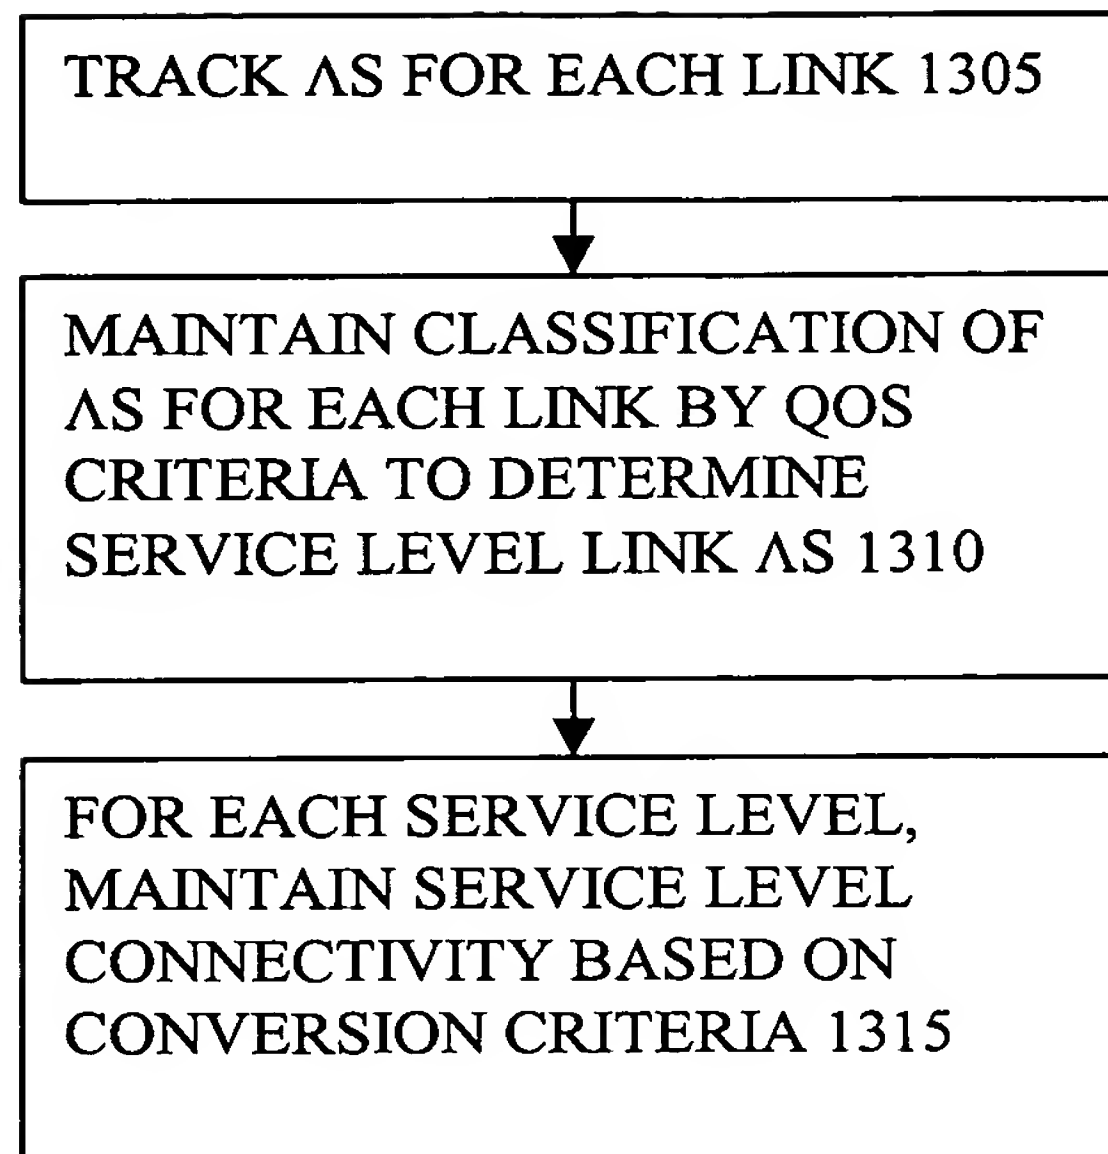 TRACK ΛS FOR EACH LINK 1305
MAINTAIN CLASSIFICATION OF
ΛS FOR EACH LINK BY QOS
CRITERIA TO DETERMINE
SERVICE LEVEL LINK ΛS 1310
FOR EACH SERVICE LEVEL,
MAINTAIN SERVICE LEVEL
CONNECTIVITY BASED ON
CONVERSION CRITERIA 1315